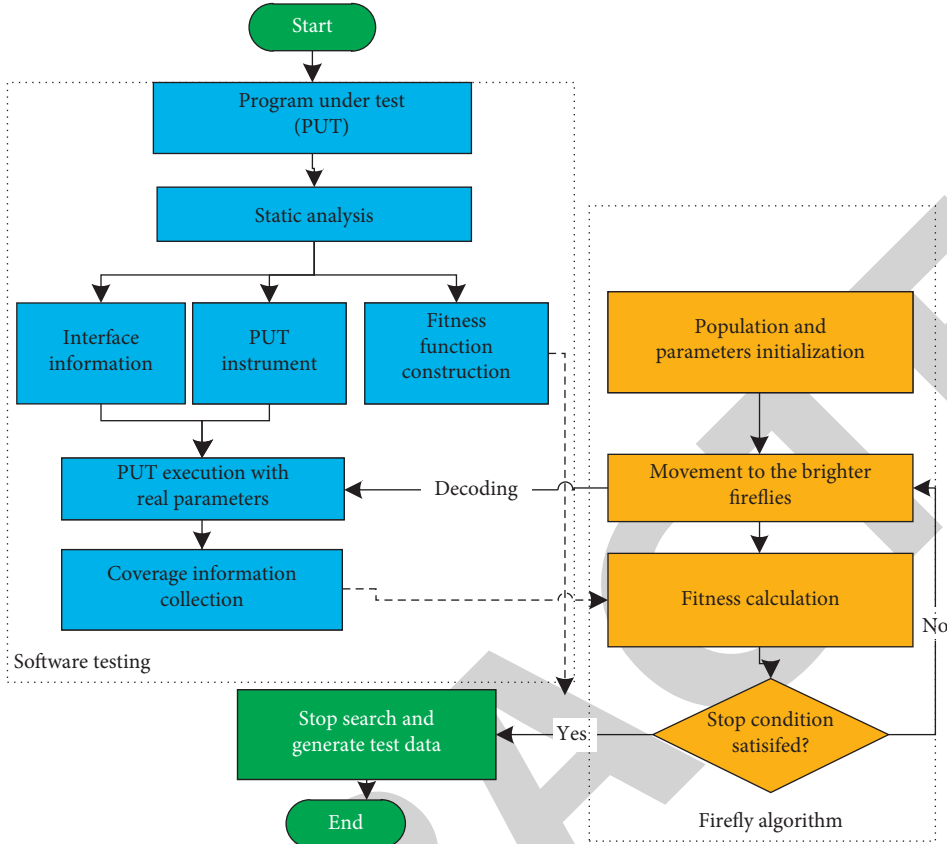 Start
Program under test
(PUT)
Static analysis
Interface
information
PUT
instrument
Fitness
function
construction
Population and
parameters initialization
PUT execution with
real parameters
Decoding
Movement to the brighter
fireflies
Coverage information
collection
Fitness calculation
No
Software testing
Stop search and
generate test data
Yes
Stop condition
satisifed?
End
Firefly algorithm